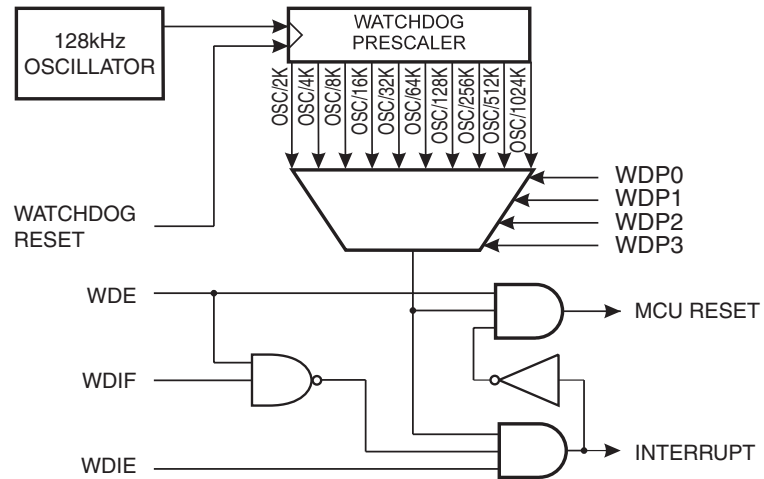 128kHz
OSCILLATOR
WATCHDOG
PRESCALER
OSC/2K
OSC/4K
OSC/8K
OSC/16K
OSC/32K
OSC/64K
OSC/128K
OSC/256K
OSC/512K
OSC/1024K
WDP0
WDP1
WDP2
WDP3
WATCHDOG
RESET
WDE
MCU RESET
WDIF
WDIE
INTERRUPT